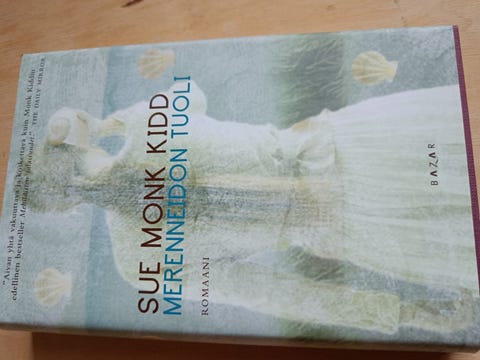 "Aivan yhtä vakuuttava ja koskettava kuin Monk Kiddin
edellinen bestseller Mehiläisten salaisuudet." THE DAILY MIRROR
SUE MONK KIDD
MERENNEIDON TUOLI
ROMAANI
BAZAR